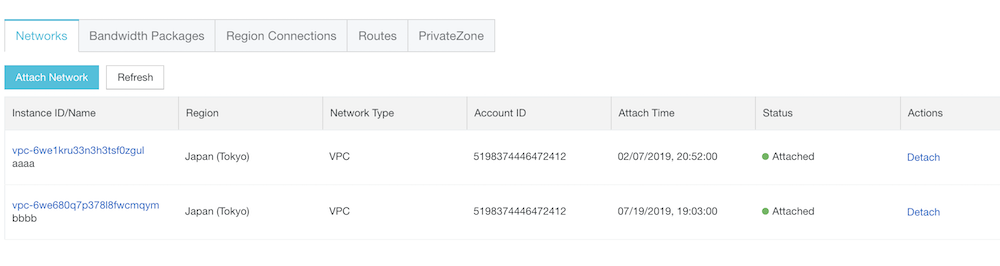 Networks Bandwidth Packages Region Connections Routes PrivateZone
Attach Network Refresh
Instance ID/Name Region Network Type Account ID Attach Time Status Actions
vpc-6we1kru33n3h3tsf0zgul
aaaa Japan (Tokyo) VPC 5198374446472412 02/07/2019, 20:52:00 Attached Detach
vpc-6we680q7p378l8fwcmqym
bbbb Japan (Tokyo) VPC 5198374446472412 07/19/2019, 19:03:00 Attached Detach